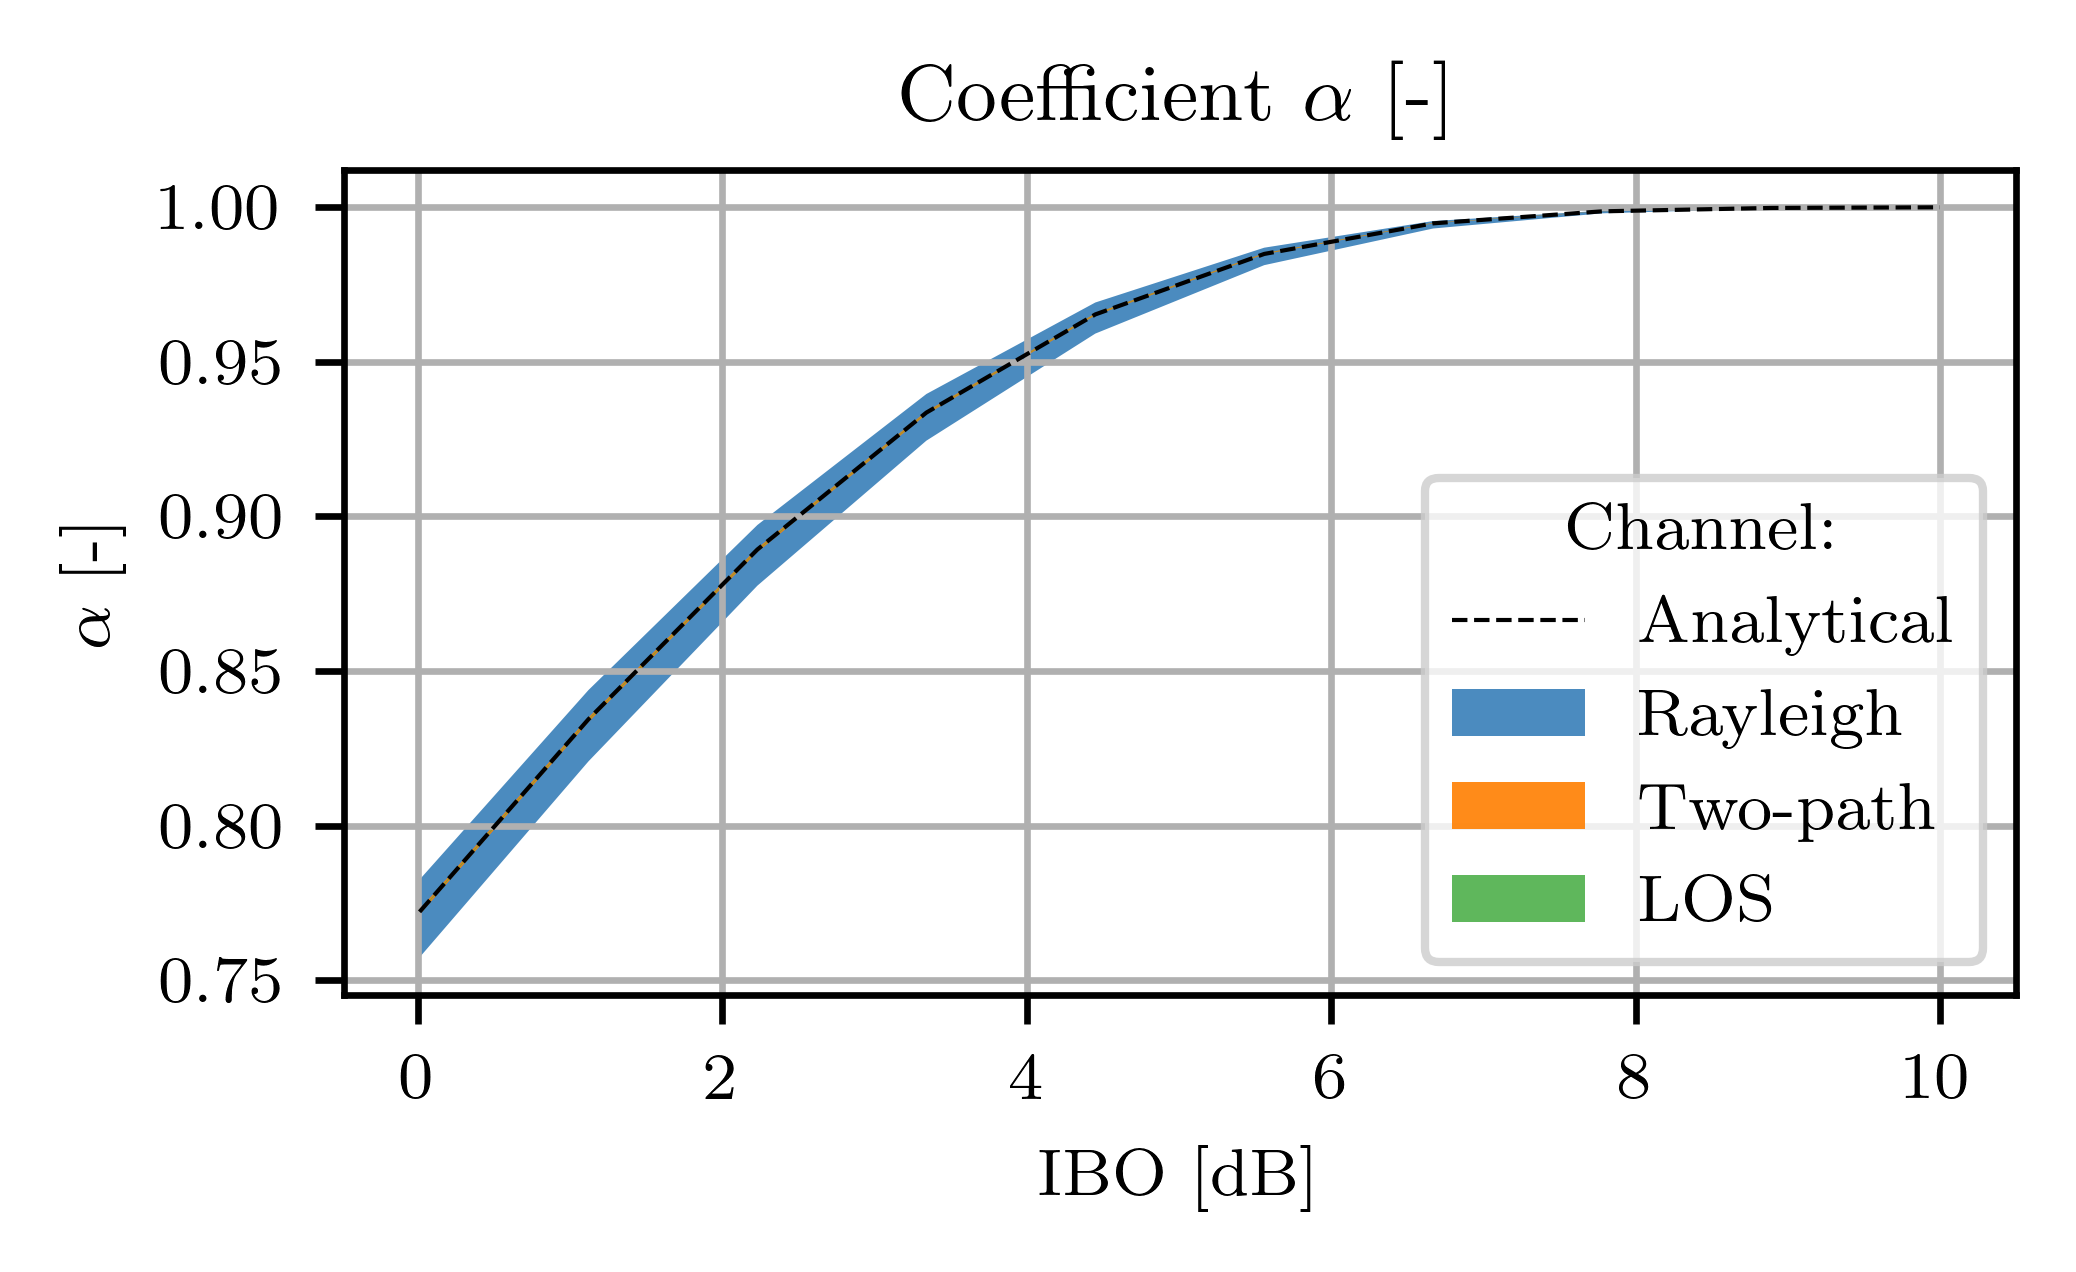 Coefficient α [-]
1.00
0.95
0.90
0.85
0.80
0.75
α [-]
Channel:
Analytical
Rayleigh
Two-path
LOS
0 2 4 6 8 10
IBO [dB]